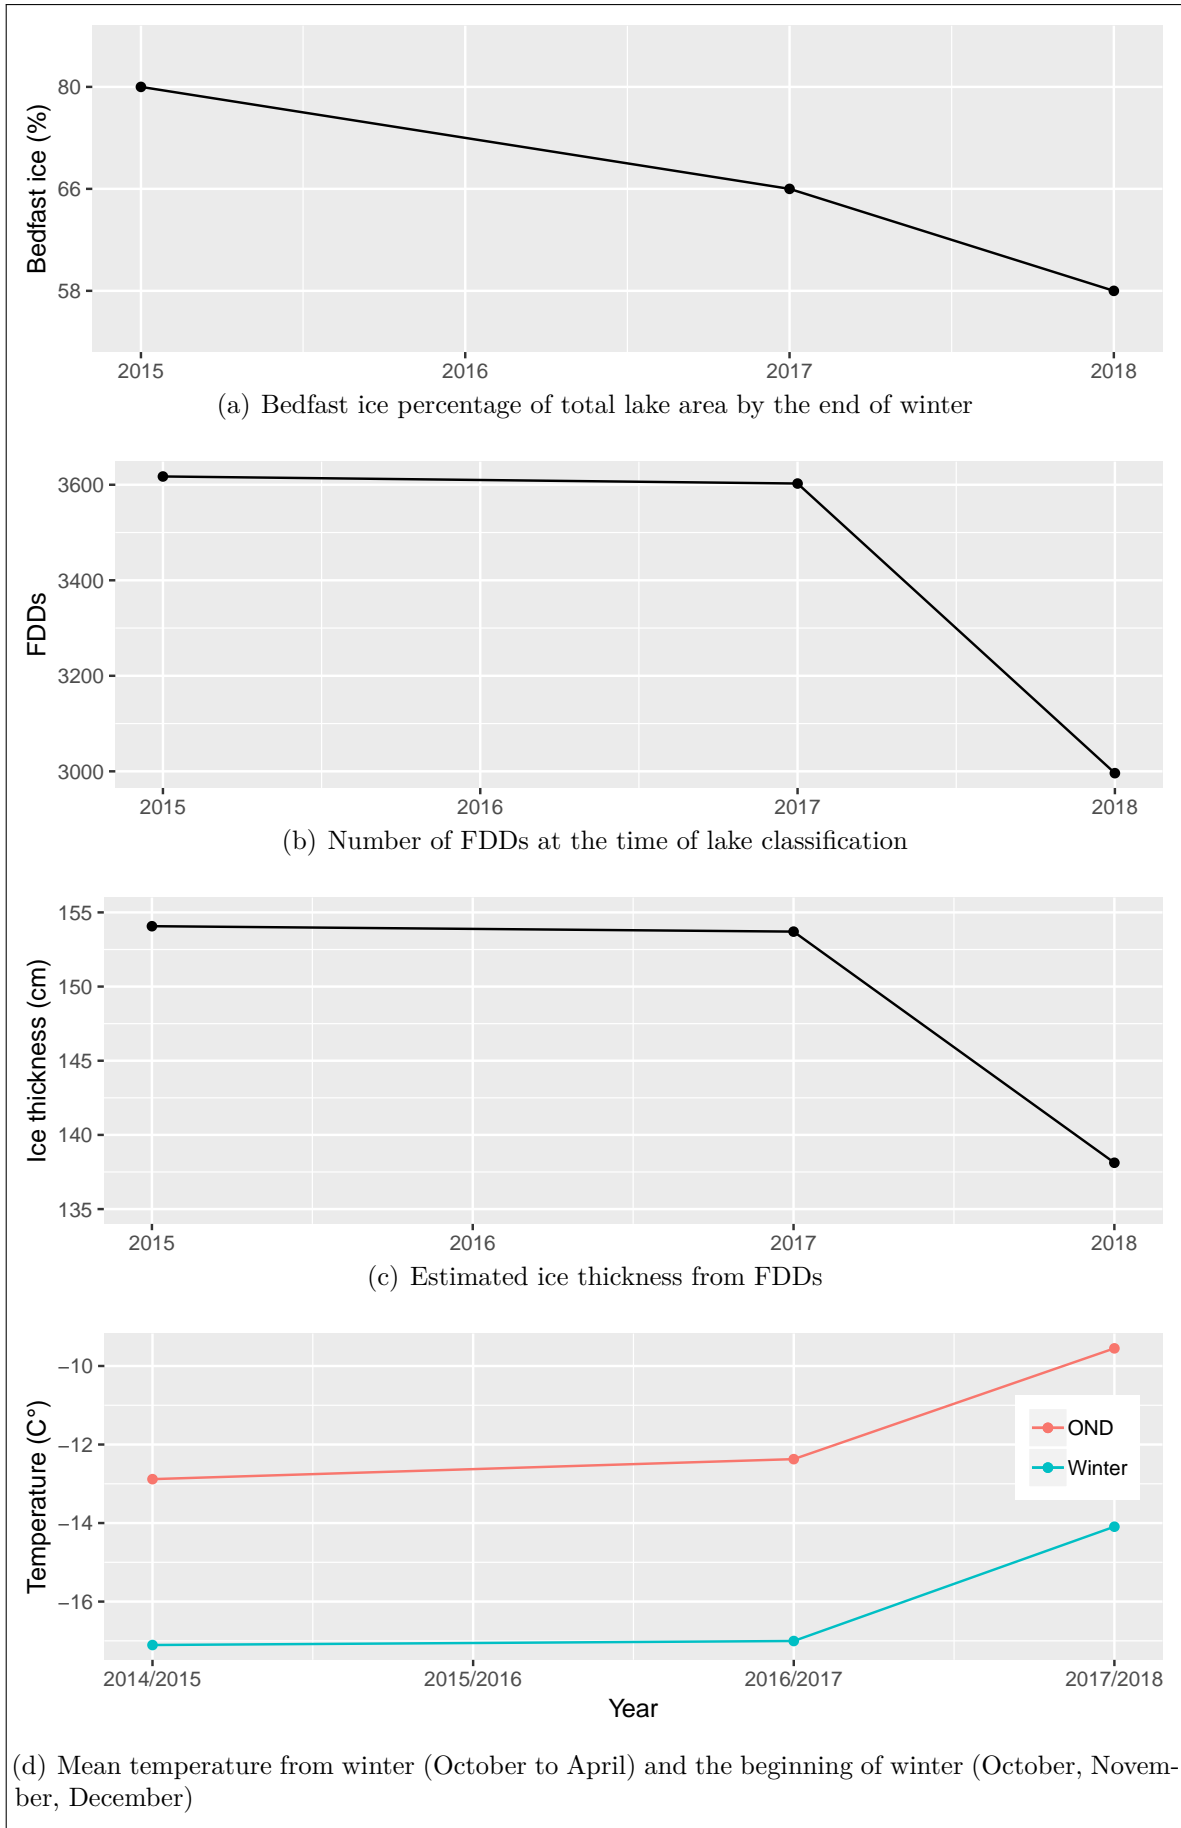 80
66
58
Bedfast ice (%)
2015 2016 2017 2018
(a) Bedfast ice percentage of total lake area by the end of winter
3600
3400
3200
3000
FDDs
2015 2016 2017 2018
(b) Number of FDDs at the time of lake classification
155
150
145
140
135
Ice thickness (cm)
2015 2016 2017 2018
(c) Estimated ice thickness from FDDs
−10
−12
−14
−16
Temperature (C°)
OND
Winter
2014/2015 2015/2016 2016/2017 2017/2018
Year
(d) Mean temperature from winter (October to April) and the beginning of winter (October, Novem-
ber, December)